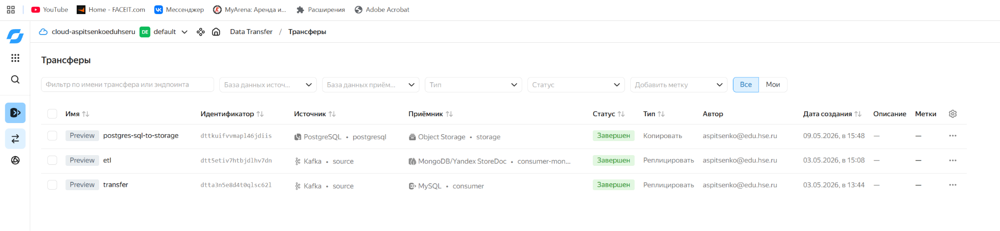 YouTube Home - FACEIT.com Мессенджер MyArena: Аренда и... Расширения Adobe Acrobat
cloud-aspitsenkoeduhseru DE default Data Transfer / Трансферы
Трансферы
Фильтр по имени трансфера или эндпоинта База данных источ... База данных приём... Тип Статус Добавить метку Все Мои
Имя Идентификатор Источник Приёмник Статус Тип Автор Дата создания Описание Метки
Preview postgres-sql-to-storage dttkuifvvmapl46jdiis PostgreSQL • postgresql Object Storage • storage Завершен Копировать aspitsenko@edu.hse.ru 09.05.2026, в 15:48 — —
Preview etl dtt5etiv7htbjdlhv7dn Kafka • source MongoDB/Yandex StoreDoc • consumer-mon... Завершен Реплицировать aspitsenko@edu.hse.ru 03.05.2026, в 15:08 — —
Preview transfer dtta3n5e8d4t0qlsc62l Kafka • source MySQL • consumer Завершен Реплицировать aspitsenko@edu.hse.ru 03.05.2026, в 13:44 — —